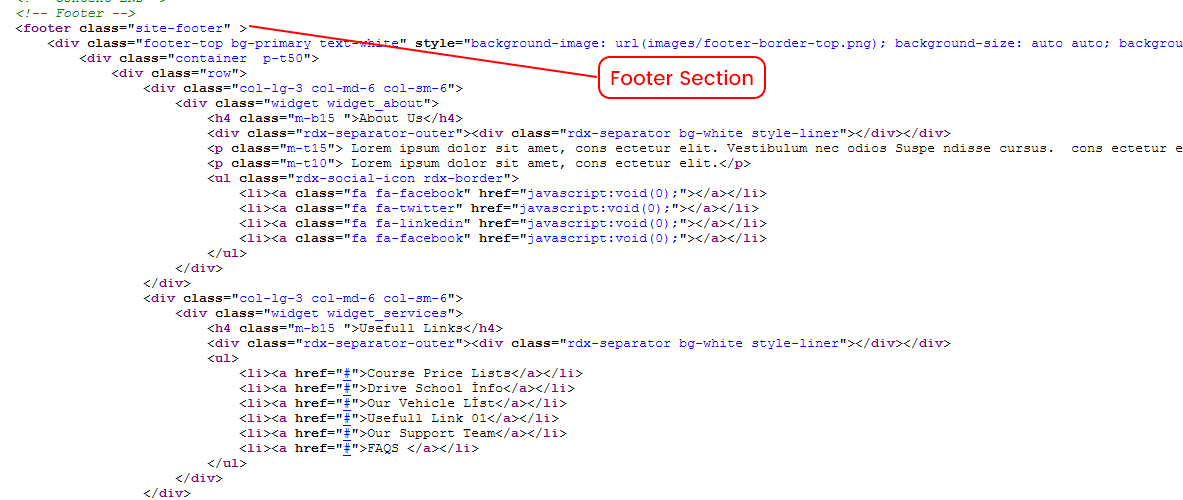 <!-- Footer -->
<footer class="site-footer" >
<div class="footer-top bg-primary text-white" style="background-image: url(images/footer-border-top.png); background-size: auto auto; backgrou
Footer Section
<div class="container  p-t50">
<div class="row">
<div class="col-lg-3 col-md-6 col-sm-6">
<div class="widget widget_about">
<h4 class="m-b15 ">About Us</h4>
<div class="rdx-separator-outer"><div class="rdx-separator bg-white style-liner"></div></div>
<p class="m-t15"> Lorem ipsum dolor sit amet, cons ectetur elit. Vestibulum nec odios Suspe ndisse cursus.  cons ectetur e
<p class="m-t10"> Lorem ipsum dolor sit amet, cons ectetur elit.</p>
<ul class="rdx-social-icon rdx-border">
<li><a class="fa fa-facebook" href="javascript:void(0);"></a></li>
<li><a class="fa fa-twitter" href="javascript:void(0);"></a></li>
<li><a class="fa fa-linkedin" href="javascript:void(0);"></a></li>
<li><a class="fa fa-facebook" href="javascript:void(0);"></a></li>
</ul>
</div>
</div>
<div class="col-lg-3 col-md-6 col-sm-6">
<div class="widget widget_services">
<h4 class="m-b15 ">Usefull Links</h4>
<div class="rdx-separator-outer"><div class="rdx-separator bg-white style-liner"></div></div>
<ul>
<li><a href="#">Course Price Lists</a></li>
<li><a href="#">Drive School İnfo</a></li>
<li><a href="#">Our Vehicle Lİst</a></li>
<li><a href="#">Usefull Link 01</a></li>
<li><a href="#">Our Support Team</a></li>
<li><a href="#">FAQS </a></li>
</ul>
</div>
</div>